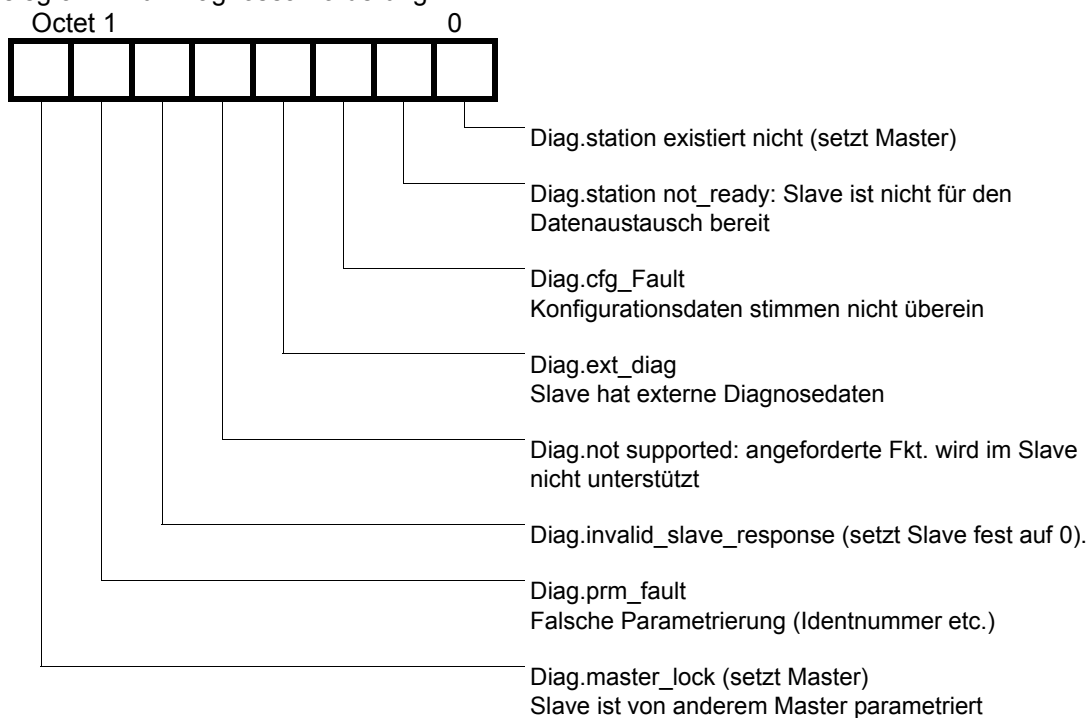 Octet 1 0
Diag.station existiert nicht (setzt Master)
Diag.station not_ready: Slave ist nicht für den
Datenaustausch bereit
Diag.cfg_Fault
Konfigurationsdaten stimmen nicht überein
Diag.ext_diag
Slave hat externe Diagnosedaten
Diag.not supported: angeforderte Fkt. wird im Slave
nicht unterstützt
Diag.invalid_slave_response (setzt Slave fest auf 0).
Diag.prm_fault
Falsche Parametrierung (Identnummer etc.)
Diag.master_lock (setzt Master)
Slave ist von anderem Master parametriert